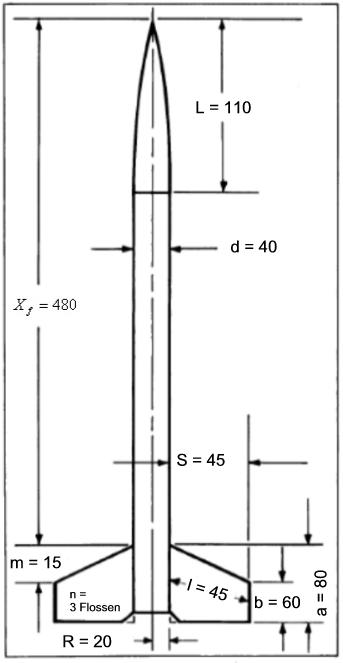 L = 110
d = 40
X_f = 480
S = 45
m = 15
n =
3 Flossen
l = 45
b = 60
a = 80
R = 20